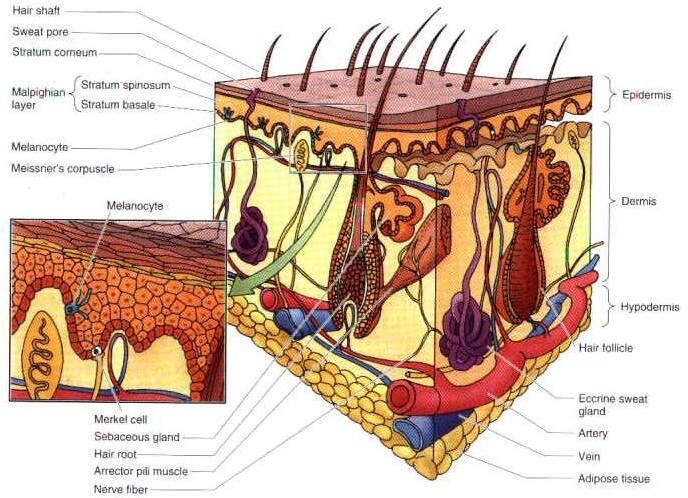 Hair shaft
Sweat pore
Stratum corneum
Malpighian
layer
Stratum spinosum
Stratum basale
Melanocyte
Meissner's corpuscle
Melanocyte
Merkel cell
Sebaceous gland
Hair root
Arrector pili muscle
Nerve fiber
Epidermis
Dermis
Hypodermis
Hair follicle
Eccrine sweat
gland
Artery
Vein
Adipose tissue